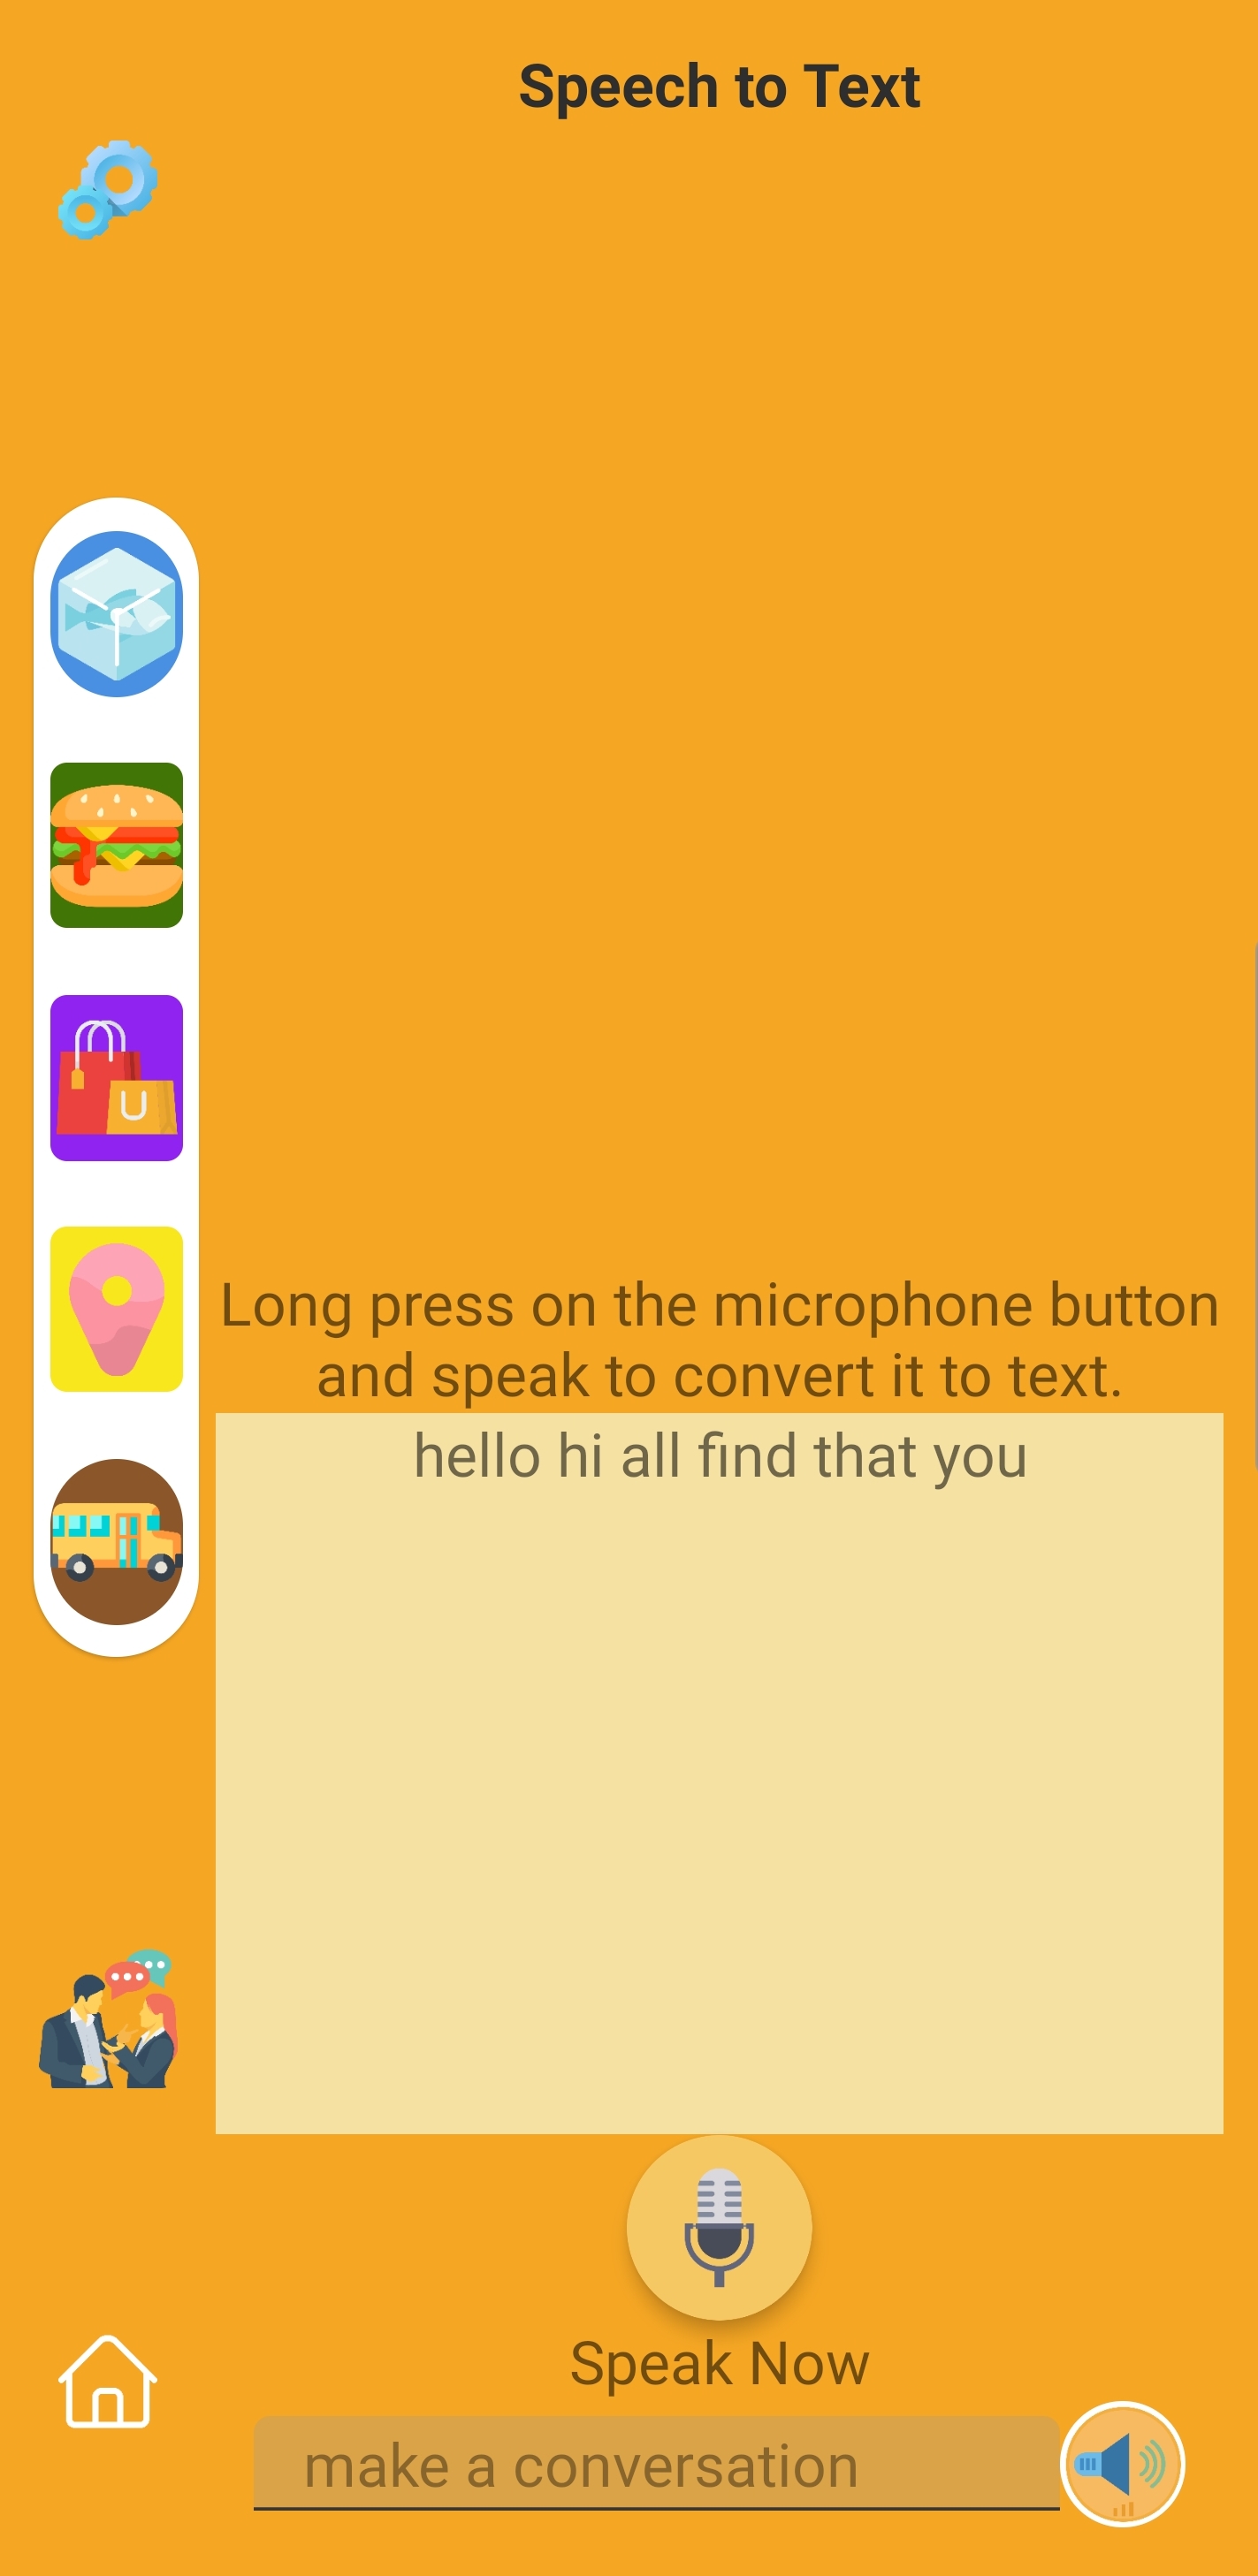 Speech to Text
Long press on the microphone button
and speak to convert it to text.
hello hi all find that you
Speak Now
make a conversation